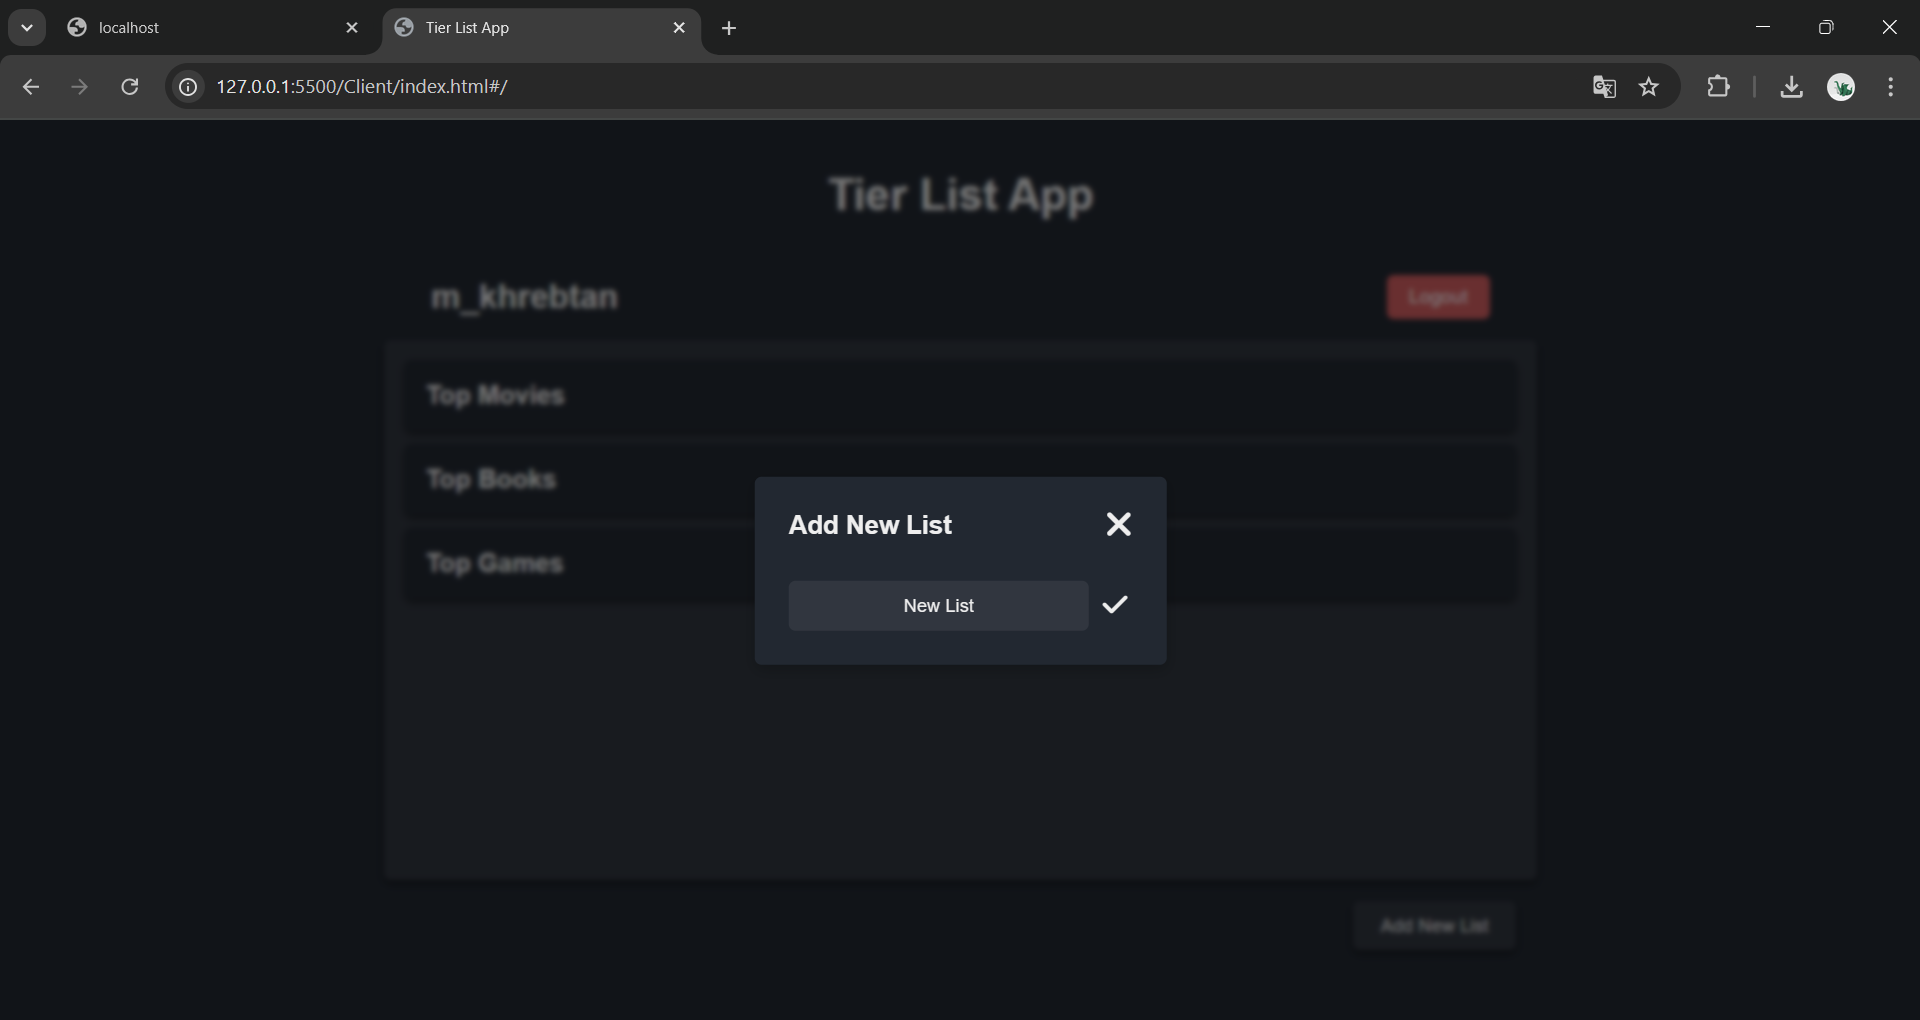 localhost
Tier List App
127.0.0.1:5500/Client/index.html#/
Tier List App
m_khrebtan
Logout
Top Movies
Top Books
Top Games
Add New List
New List
Add New List